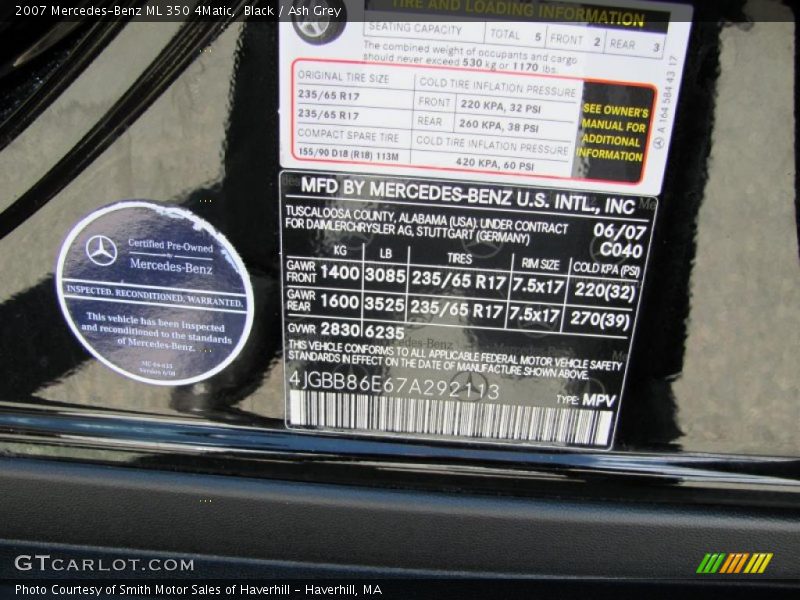 2007 Mercedes-Benz ML 350 4Matic, Black / Ash Grey
TIRE AND LOADING INFORMATION
SEATING CAPACITY TOTAL 5 FRONT 2 REAR 3
The combined weight of occupants and cargo
should never exceed 530 kg or 1170 lbs.
ORIGINAL TIRE SIZE COLD TIRE INFLATION PRESSURE
235/65 R17 FRONT 220 KPA, 32 PSI
235/65 R17 REAR 260 KPA, 38 PSI
COMPACT SPARE TIRE COLD TIRE INFLATION PRESSURE
155/90 D18 (R18) 113M 420 KPA, 60 PSI
SEE OWNER'S
MANUAL FOR
ADDITIONAL
INFORMATION
A 164 584 43 17
MFD BY MERCEDES-BENZ U.S. INTL., INC
TUSCALOOSA COUNTY, ALABAMA (USA). UNDER CONTRACT
FOR DAIMLERCHRYSLER AG, STUTTGART (GERMANY)
06/07
C040
KG LB TIRES RIM SIZE COLD KPA (PSI)
GAWR FRONT 1400 3085 235/65 R17 7.5x17 220(32)
GAWR REAR 1600 3525 235/65 R17 7.5x17 270(39)
GVWR 2830 6235
THIS VEHICLE CONFORMS TO ALL APPLICABLE FEDERAL MOTOR VEHICLE SAFETY
STANDARDS IN EFFECT ON THE DATE OF MANUFACTURE SHOWN ABOVE.
4JGBB86E67A292113
TYPE: MPV
Certified Pre-Owned
by
Mercedes-Benz
INSPECTED. RECONDITIONED. WARRANTED.
This vehicle has been inspected
and reconditioned to the standards
of Mercedes-Benz.
GTCARLOT.COM
Photo Courtesy of Smith Motor Sales of Haverhill - Haverhill, MA